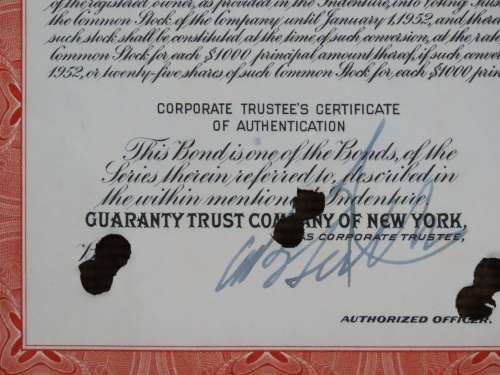 of the registered owner, as provided in the Indenture, into Voting
the Common Stock of the Company, until January 1, 1952, and therea
such stock shall be constituted, at the time of such conversion, at the rate
Common Stock for each $1000 principal amount thereof, if such conver
1952, or twenty-five shares of such Common Stock for each $1000 prin
CORPORATE TRUSTEE'S CERTIFICATE
OF AUTHENTICATION
This Bond is one of the Bonds, of the
Series therein referred to, described in
the within mentioned Indenture.
GUARANTY TRUST COMPANY OF NEW YORK,
AS CORPORATE TRUSTEE,
AUTHORIZED OFFICER.